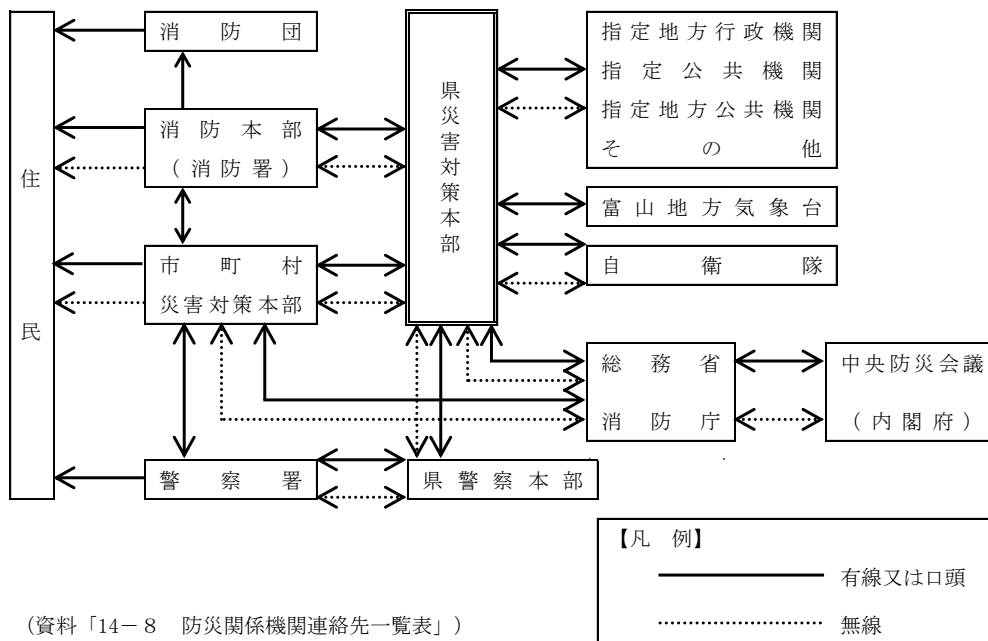 住民
消防団
消防本部
(消防署)
市町村
災害対策本部
警察署
県災害対策本部
県警察本部
指定地方行政機関
指定公共機関
指定地方公共機関
その他
富山地方気象台
自衛隊
総務省
消防庁
中央防災会議
(内閣府)
【凡 例】
有線又は口頭
無線
(資料「14-8 防災関係機関連絡先一覧表」)